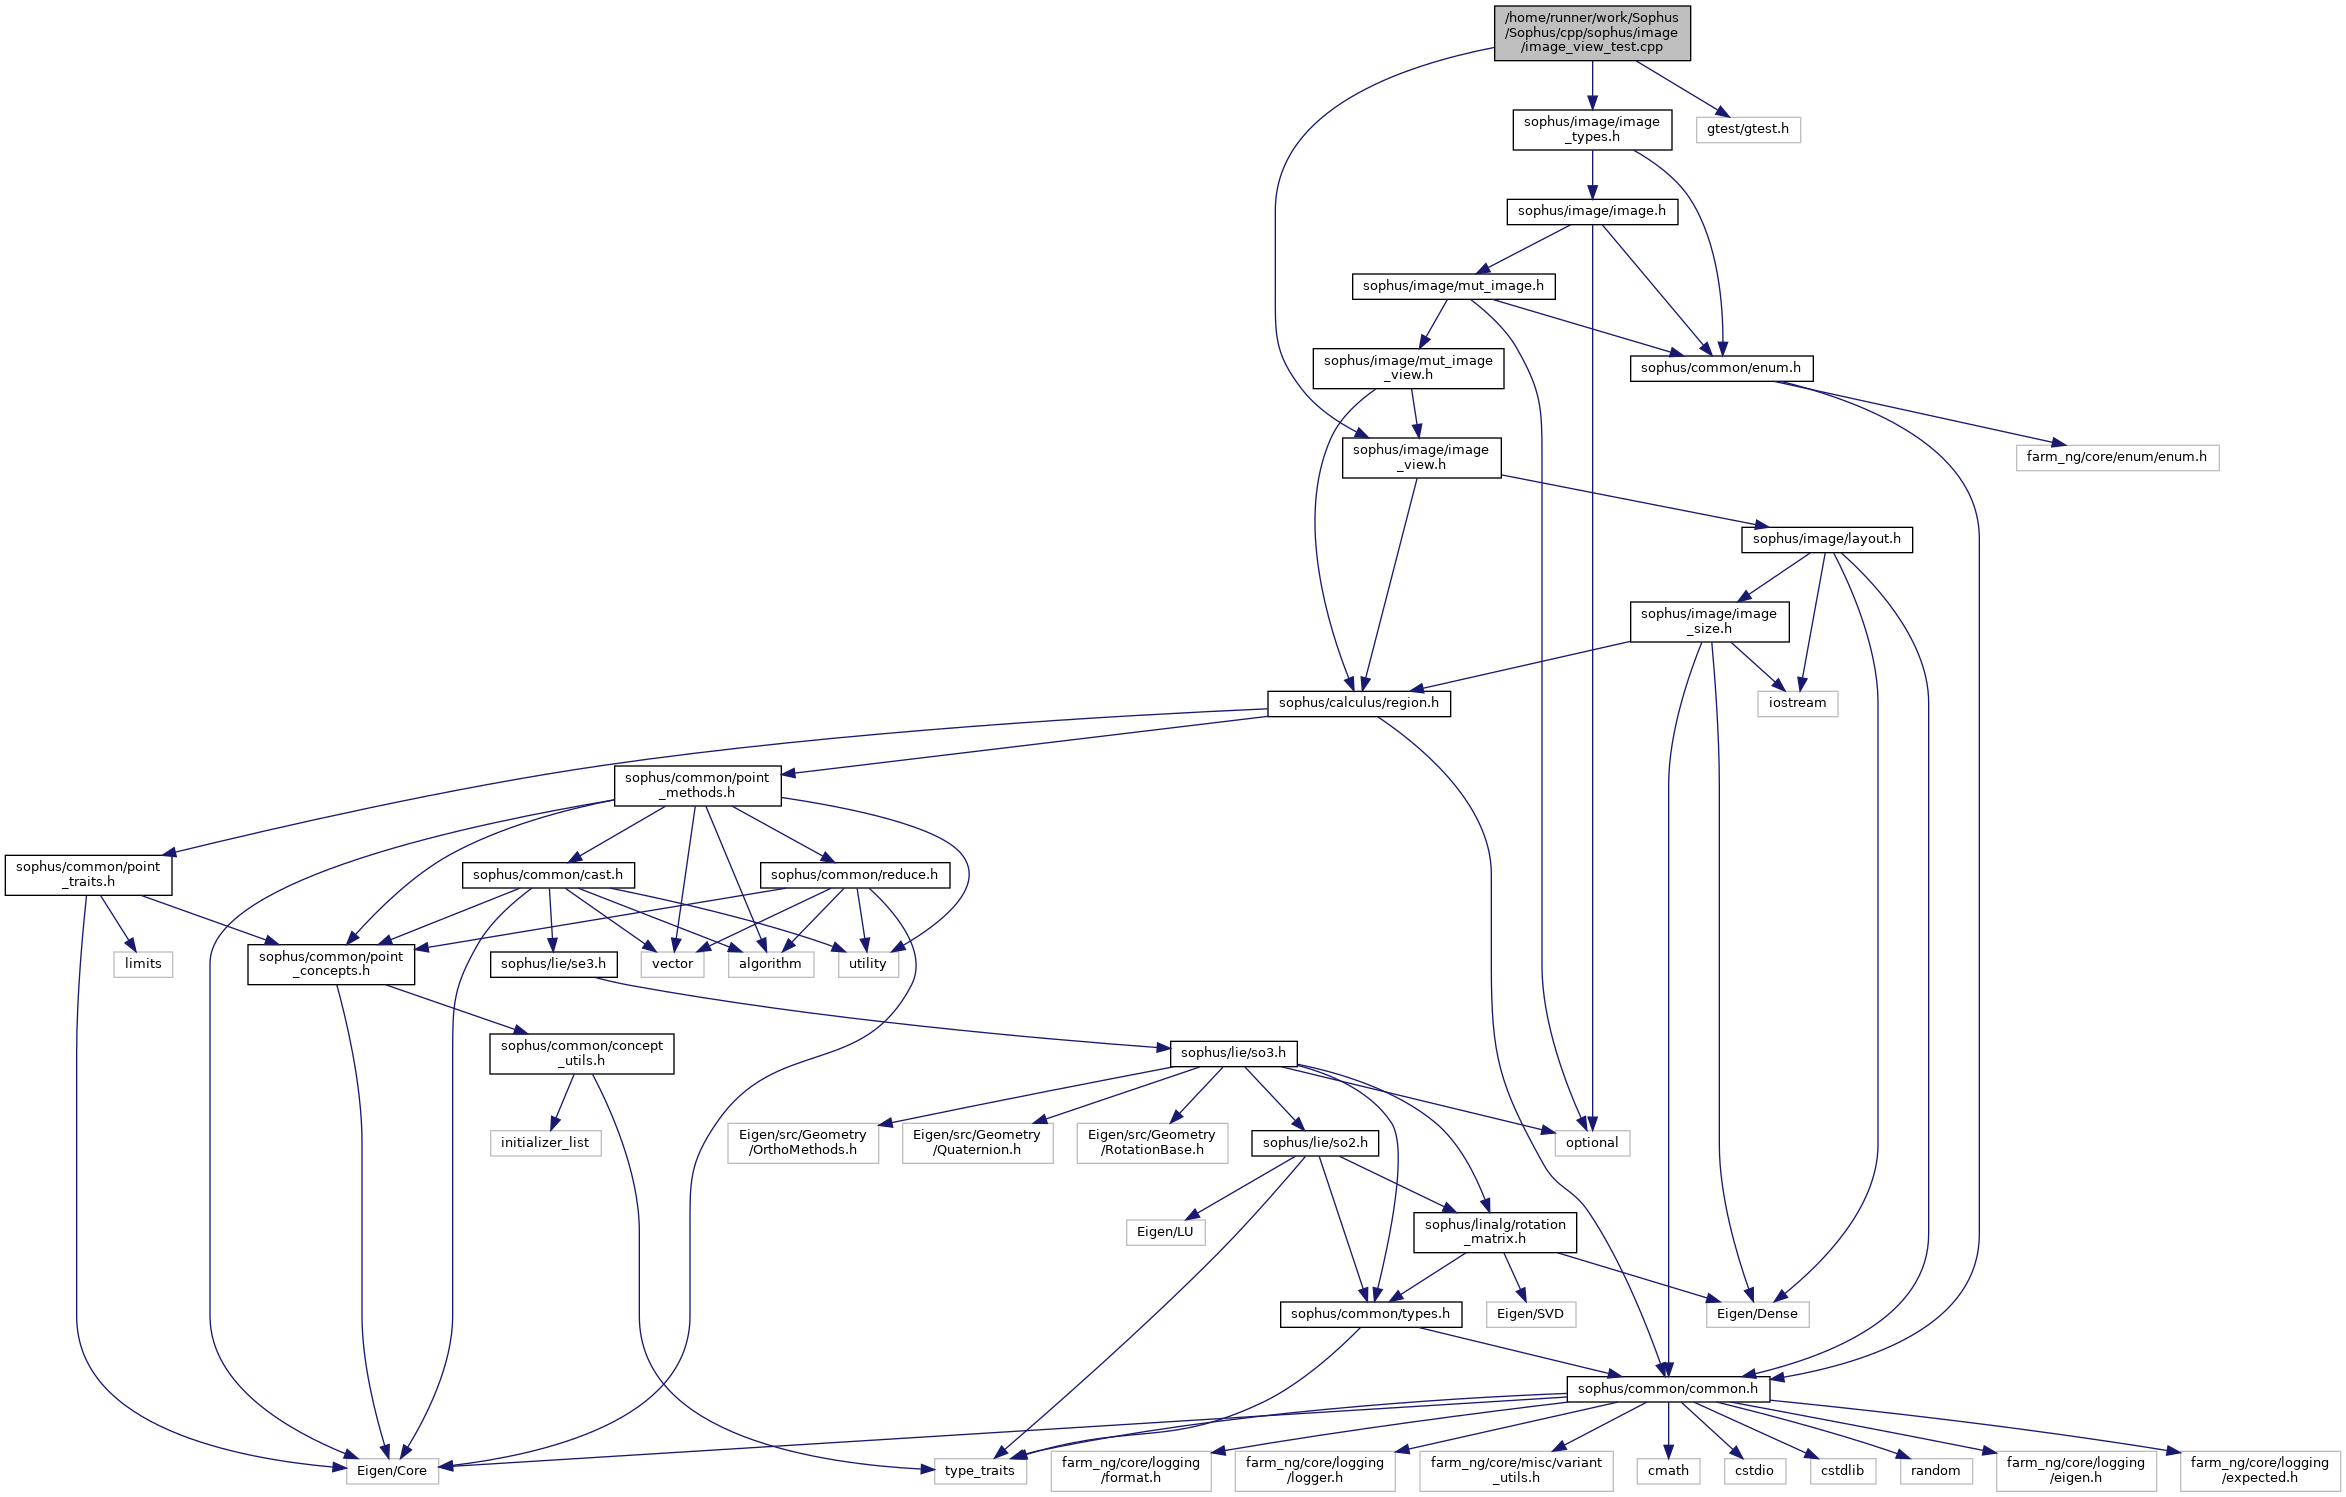 /home/runner/work/Sophus
/Sophus/cpp/sophus/image
/image_view_test.cpp
sophus/image/image
_types.h
gtest/gtest.h
sophus/image/image.h
sophus/image/mut_image.h
sophus/image/mut_image
_view.h
sophus/common/enum.h
sophus/image/image
_view.h
farm_ng/core/enum/enum.h
sophus/image/layout.h
sophus/image/image
_size.h
sophus/calculus/region.h
iostream
sophus/common/point
_methods.h
sophus/common/point
_traits.h
sophus/common/cast.h
sophus/common/reduce.h
limits
sophus/common/point
_concepts.h
sophus/lie/se3.h
vector
algorithm
utility
sophus/common/concept
_utils.h
sophus/lie/so3.h
initializer_list
Eigen/src/Geometry
/OrthoMethods.h
Eigen/src/Geometry
/Quaternion.h
Eigen/src/Geometry
/RotationBase.h
sophus/lie/so2.h
optional
Eigen/LU
sophus/linalg/rotation
_matrix.h
sophus/common/types.h
Eigen/SVD
Eigen/Dense
sophus/common/common.h
Eigen/Core
type_traits
farm_ng/core/logging
/format.h
farm_ng/core/logging
/logger.h
farm_ng/core/misc/variant
_utils.h
cmath
cstdio
cstdlib
random
farm_ng/core/logging
/eigen.h
farm_ng/core/logging
/expected.h